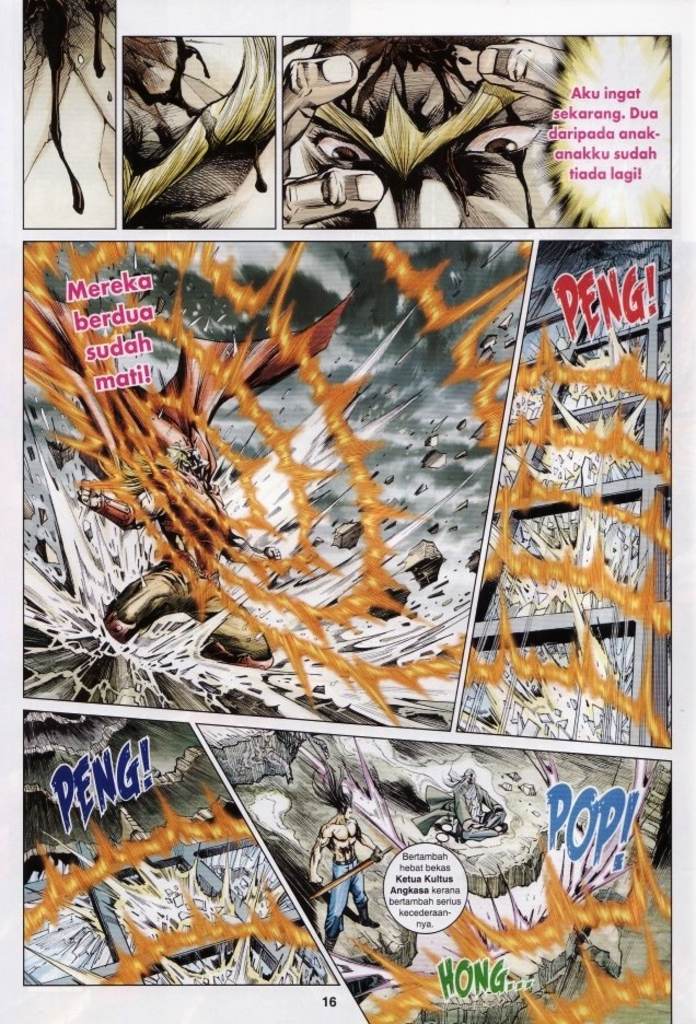 Aku ingat
sekarang. Dua
daripada anak-
anakku sudah
tiada lagi!
Mereka
berdua
sudah
mati!
PENG!
PENG!
POP!
Bertambah
hebat bekas
Ketua Kultus
Angkasa kerana
bertambah serius
kecederaan-
nya.
HONG...
16